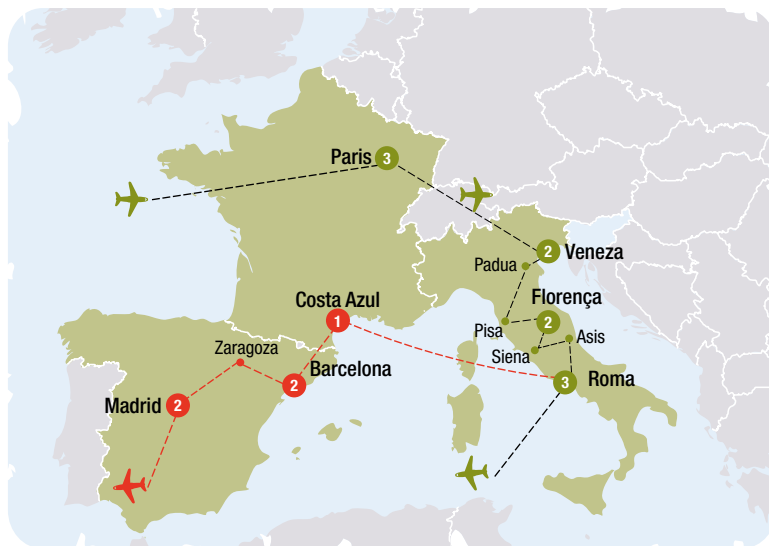 Paris 3
2 Veneza
Padua
Florença
Costa Azul
1
2
Pisa
Asis
Siena
Zaragoza
Barcelona
2
3 Roma
Madrid 2